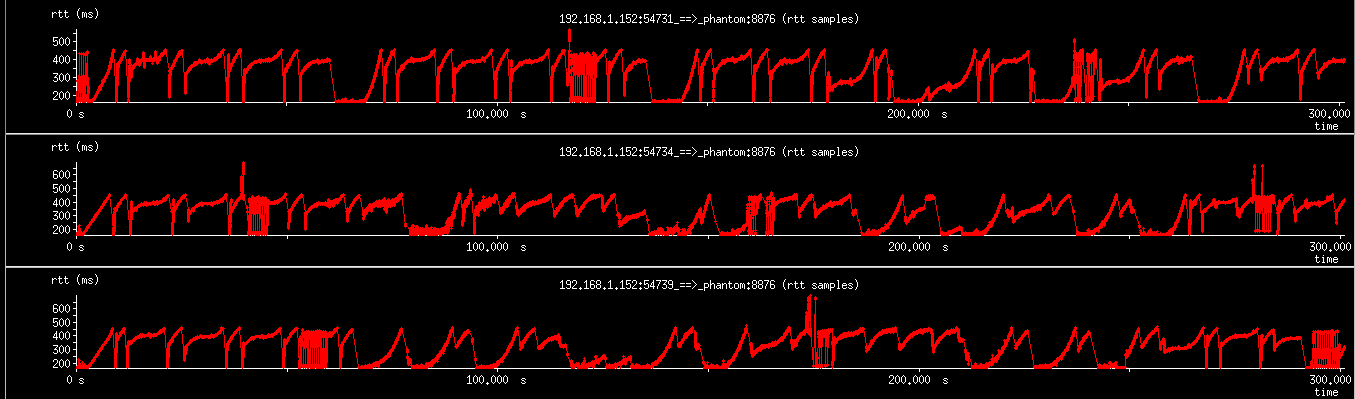 rtt (ms)
192.168.1.152:54731_==>_phantom:8876 (rtt samples)
500
400
300
200
0 s
100.000 s
200.000 s
300.000
time
rtt (ms)
192.168.1.152:54734_==>_phantom:8876 (rtt samples)
600
500
400
300
200
0 s
100.000 s
200.000 s
300.000
time
rtt (ms)
192.168.1.152:54739_==>_phantom:8876 (rtt samples)
600
500
400
300
200
0 s
100.000 s
200.000 s
300.000
time